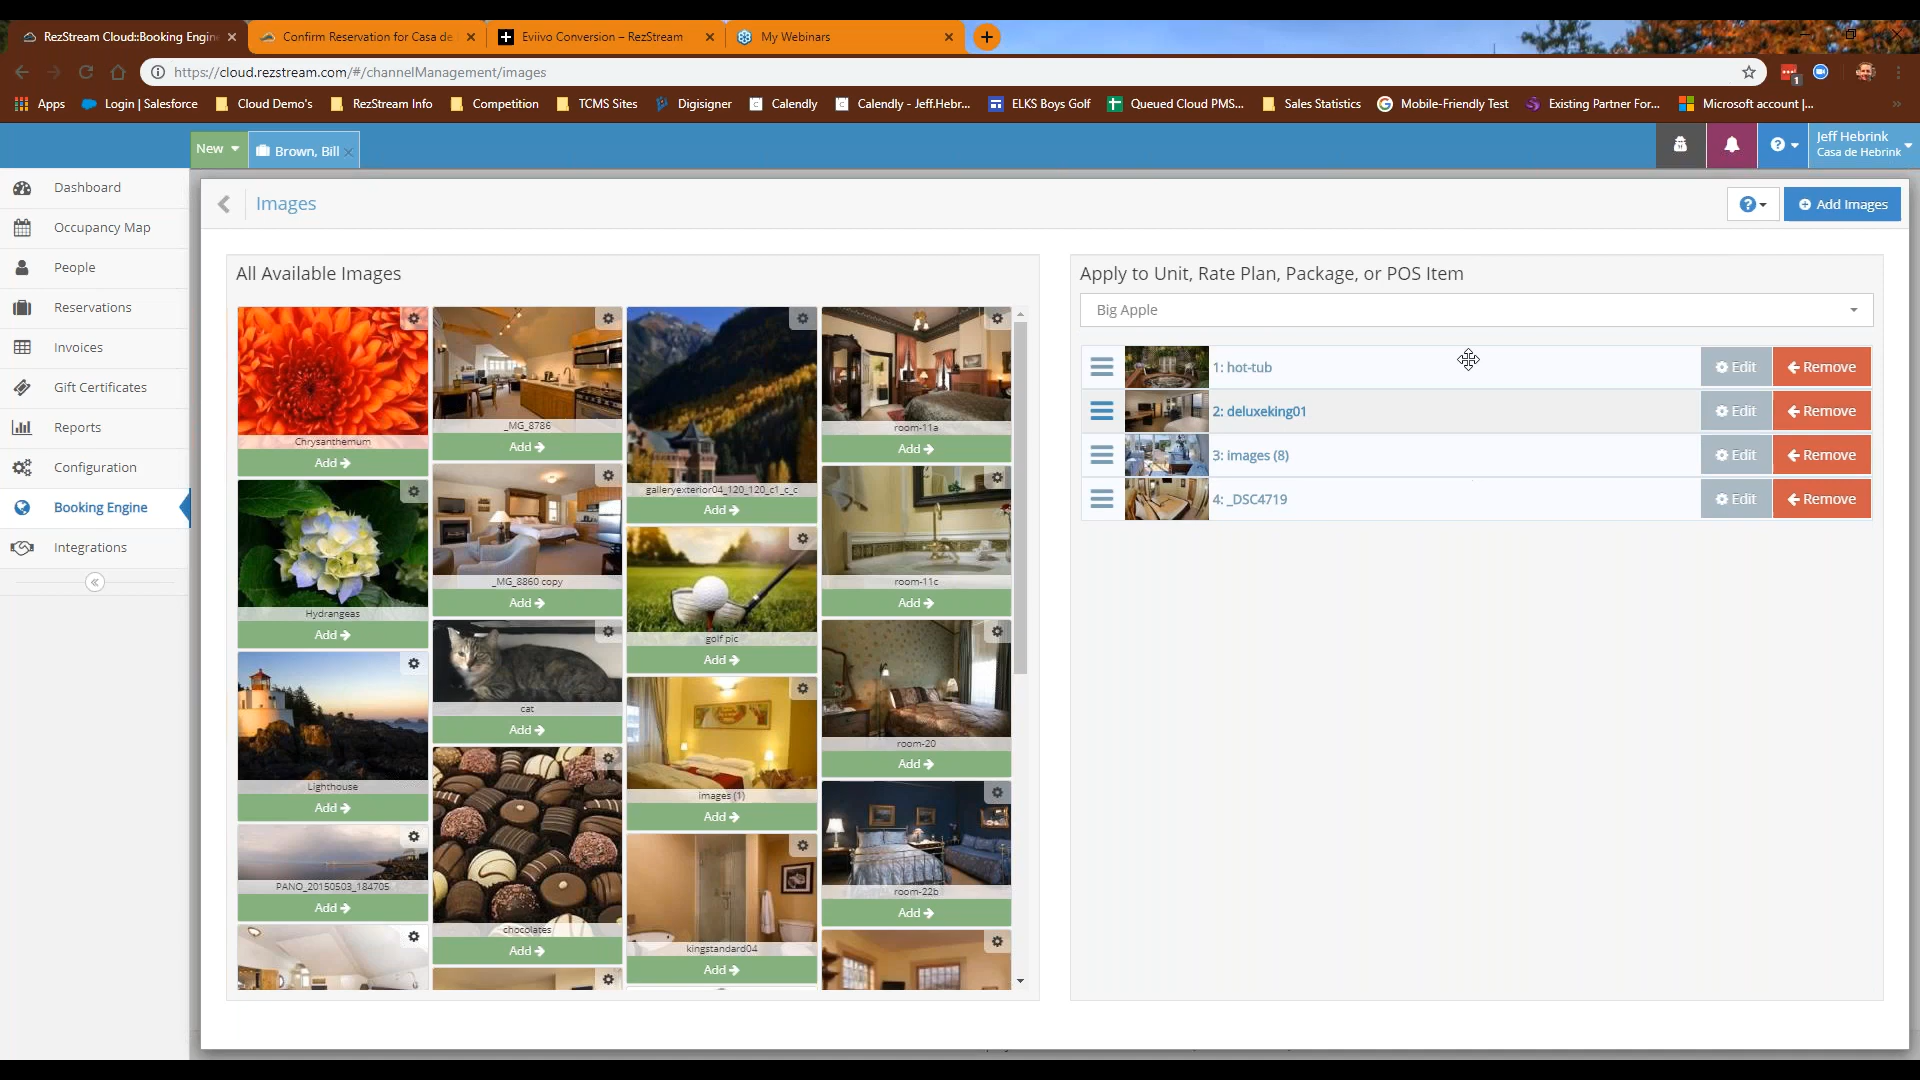 RezStream Cloud::Booking Engin
Confirm Reservation for Casa de
Eviivo Conversion – RezStream
My Webinars
https://cloud.rezstream.com/#/channelManagement/images
1
Apps
Login | Salesforce
Cloud Demo's
RezStream Info
Competition
TCMS Sites
Digisigner
Calendly
Calendly - Jeff.Hebr...
ELKS Boys Golf
Queued Cloud PMS...
Sales Statistics
Mobile-Friendly Test
Existing Partner For...
Microsoft account |...
New
Brown, Bill
Jeff Hebrink
Casa de Hebrink
Dashboard
Occupancy Map
People
Reservations
Invoices
Gift Certificates
Reports
Configuration
Booking Engine
Integrations
Images
Add Images
All Available Images
Chrysanthemum
Add
Hydrangeas
Add
Lighthouse
Add
PANO_20150503_184705
Add
_MG_8786
Add
_MG_8860 copy
Add
cat
Add
chocolates
Add
galleryexterior04_120_120_c1_c_c
Add
golf pic
Add
images (1)
Add
kingstandard04
Add
room-11a
Add
room-11c
Add
room-20
Add
room-22b
Add
Apply to Unit, Rate Plan, Package, or POS Item
Big Apple
1: hot-tub
Edit
Remove
2: deluxeking01
Edit
Remove
3: images (8)
Edit
Remove
4: _DSC4719
Edit
Remove